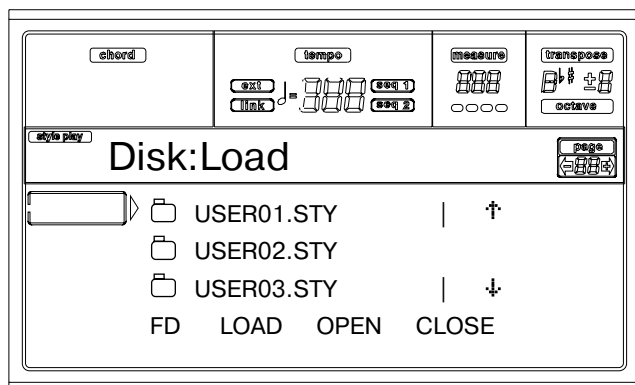 chord tempo measure transpose
ext = seq 1
link seq 2 octave
style play Disk:Load page
USER01.STY
USER02.STY
USER03.STY
FD LOAD OPEN CLOSE